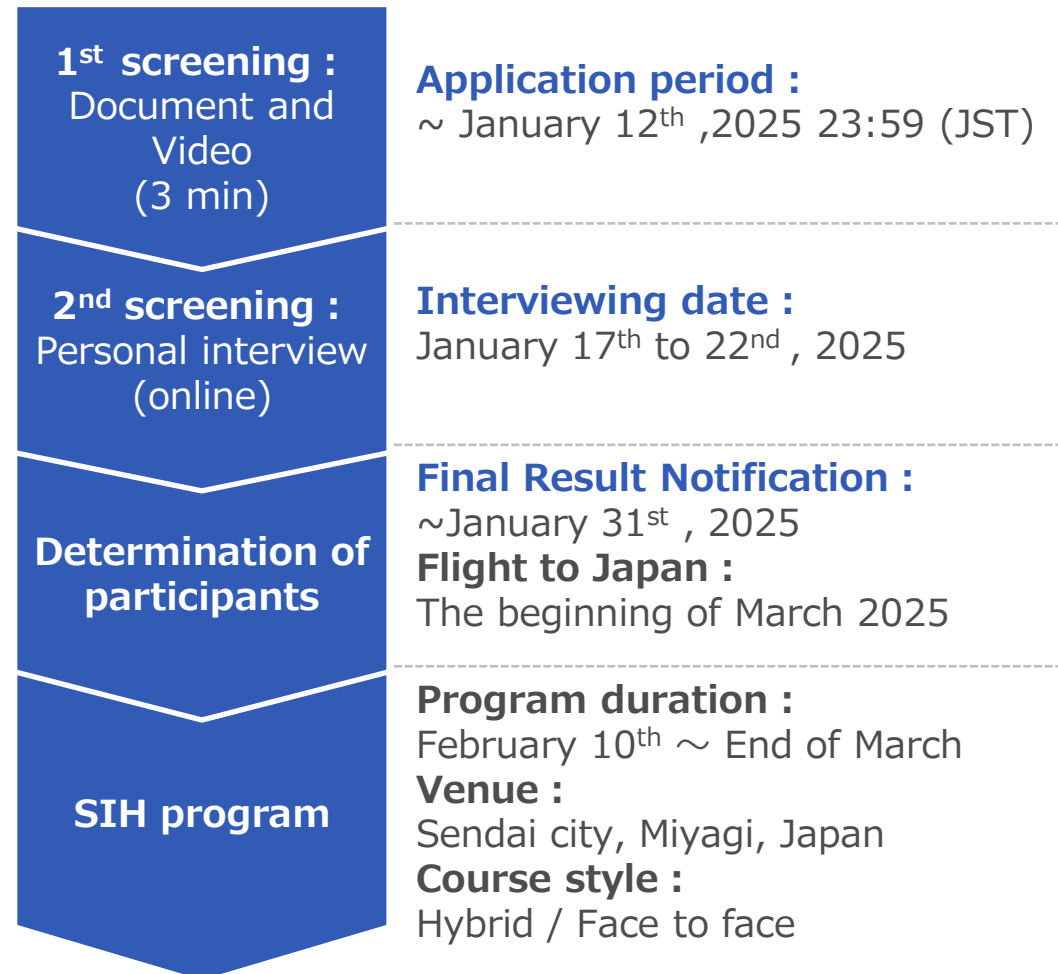 1st screening :
Document and
Video
(3 min)
Application period :
~ January 12th ,2025 23:59 (JST)
2nd screening :
Personal interview
(online)
Interviewing date :
January 17th to 22nd , 2025
Determination of
participants
Final Result Notification :
~January 31st , 2025
Flight to Japan :
The beginning of March 2025
SIH program
Program duration :
February 10th ～ End of March
Venue :
Sendai city, Miyagi, Japan
Course style :
Hybrid / Face to face